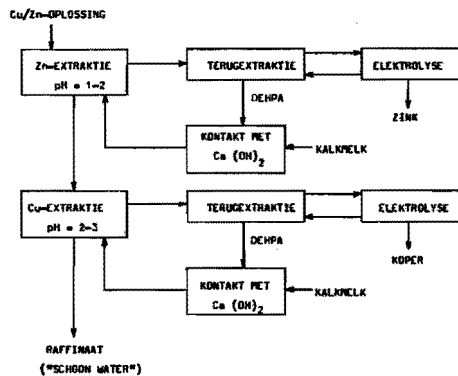 Cu/Zn-OPLOSSING
Zn-EXTRAKTIE
pH = 1-2
TERUGEXTRAKTIE
ELEKTROLYSE
DEHPA
ZINK
KONTAKT MET
Ca (OH)2
KALKMELK
Cu-EXTRAKTIE
pH = 2-3
TERUGEXTRAKTIE
ELEKTROLYSE
DEHPA
KOPER
KONTAKT MET
Ca (OH)2
KALKMELK
RAFFINAAT
("SCHOON WATER")